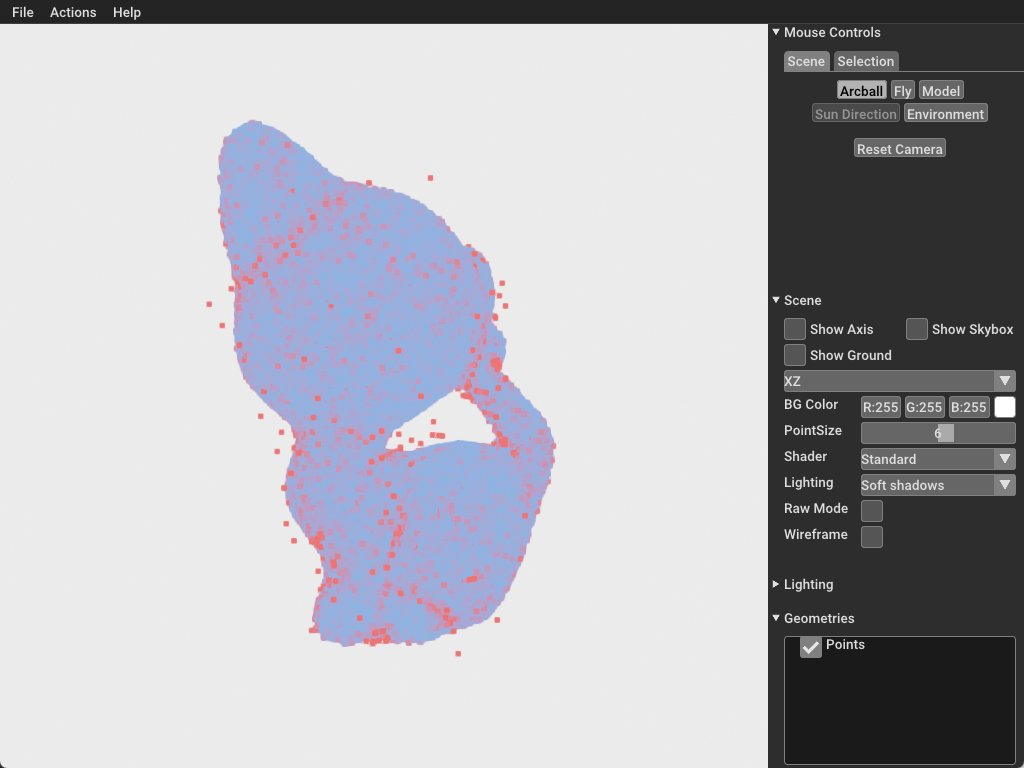 File Actions Help
Mouse Controls
Scene Selection
Arcball Fly Model
Sun Direction Environment
Reset Camera
Scene
Show Axis Show Skybox
Show Ground
XZ
BG Color R:255 G:255 B:255
PointSize 6
Shader Standard
Lighting Soft shadows
Raw Mode
Wireframe
Lighting
Geometries
Points